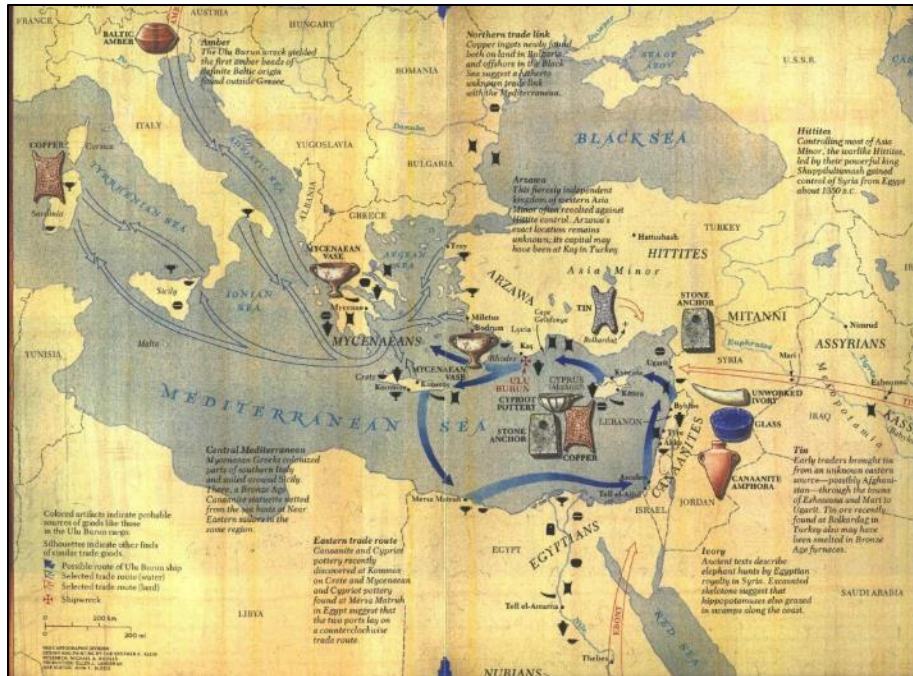 FRANCE
AUSTRIA
HUNGARY
BALTIC
AMBER
Amber
The Ulu Burun wreck yielded
the first amber beads of
definite Baltic origin
found outside Greece
Northern trade link
Copper ingots newly found
both on land in Bulgaria
and offshore in the Black
Sea suggest a hitherto
unknown trade link
with the Mediterranean.
SEA OF
AZOV
U.S.S.R.
ROMANIA
ITALY
Corsica
COPPER
Sardinia
TYRRHENIAN SEA
ADRIATIC SEA
YUGOSLAVIA
ALBANIA
Danube
BULGARIA
BLACK SEA
Hittites
Controlling most of Asia
Minor, the warlike Hittites,
led by their powerful king
Shuppiluliumash gained
control of Syria from Egypt
about 1350 B.C.
Arzawa
This fiercely independent
kingdom of western Asia
Minor often revolted against
Hittite control. Arzawa's
exact location remains
unknown; its capital may
have been at Kaş in Turkey
GREECE
TURKEY
Hattushash
HITTITES
Asia Minor
Troy
AEGEAN
SEA
MYCENAEAN
VASE
Mycenae
MYCENAEANS
Sicily
IONIAN
SEA
Malta
TUNISIA
ARZAWA
Miletus
Bodrum
Lycia
Kaş
Cape
Gelidonya
TIN
Bolkardag
STONE
ANCHOR
MITANNI
Nimrud
ASSYRIANS
Euphrates
Tigris
SYRIA
Mari
Ugarit
Eshnunna
Mesopotamia
IRAQ
KASS
Rhodes
ULU
BURUN
Crete
Kommos
MYCENAEAN
VASE
MEDITERRANEAN SEA
CYPRUS
CYPRIOT
POTTERY
STONE
ANCHOR
COPPER
Kyrenia
LEBANON
Byblos
Tyre
CANAANITES
UNWORKED
IVORY
GLASS
CANAANITE
AMPHORA
JORDAN
ISRAEL
Tell el-Ajjul
Mersa Matruh
Central Mediterranean
Mycenaean Greeks colonized
parts of southern Italy
and sailed around Sicily.
There, a Bronze Age
Canaanite statuette netted
from the sea hints at Near
Eastern sailors in the
same region.
Tin
Early traders brought tin
from an unknown eastern
source—possibly Afghani-
stan—through the towns
of Eshnunna and Mari to
Ugarit. Tin ore recently
found at Bolkardag in
Turkey also may have
been smelted in Bronze
Age furnaces.
Colored artifacts indicate probable
sources of goods like those
in the Ulu Burun cargo.
Silhouettes indicate other finds
of similar trade goods.
Possible route of Ulu Burun ship
Selected trade route (water)
Selected trade route (land)
Shipwreck
200 km
200 mi
Eastern trade route
Canaanite and Cypriot
pottery recently
discovered at Kommos
on Crete and Mycenaean
and Cypriot pottery
found at Mersa Matruh
in Egypt suggest that
the two ports lay on
a counterclockwise
trade route.
EGYPT
EGYPTIANS
Ivory
Ancient texts describe
elephant hunts by Egyptian
royalty in Syria. Excavated
skeletons suggest that
hippopotamuses also grazed
in swamps along the coast.
SAUDI ARABIA
LIBYA
Tell el-Amarna
Nile
Thebes
EBONY
RED
SEA
NUBIANS